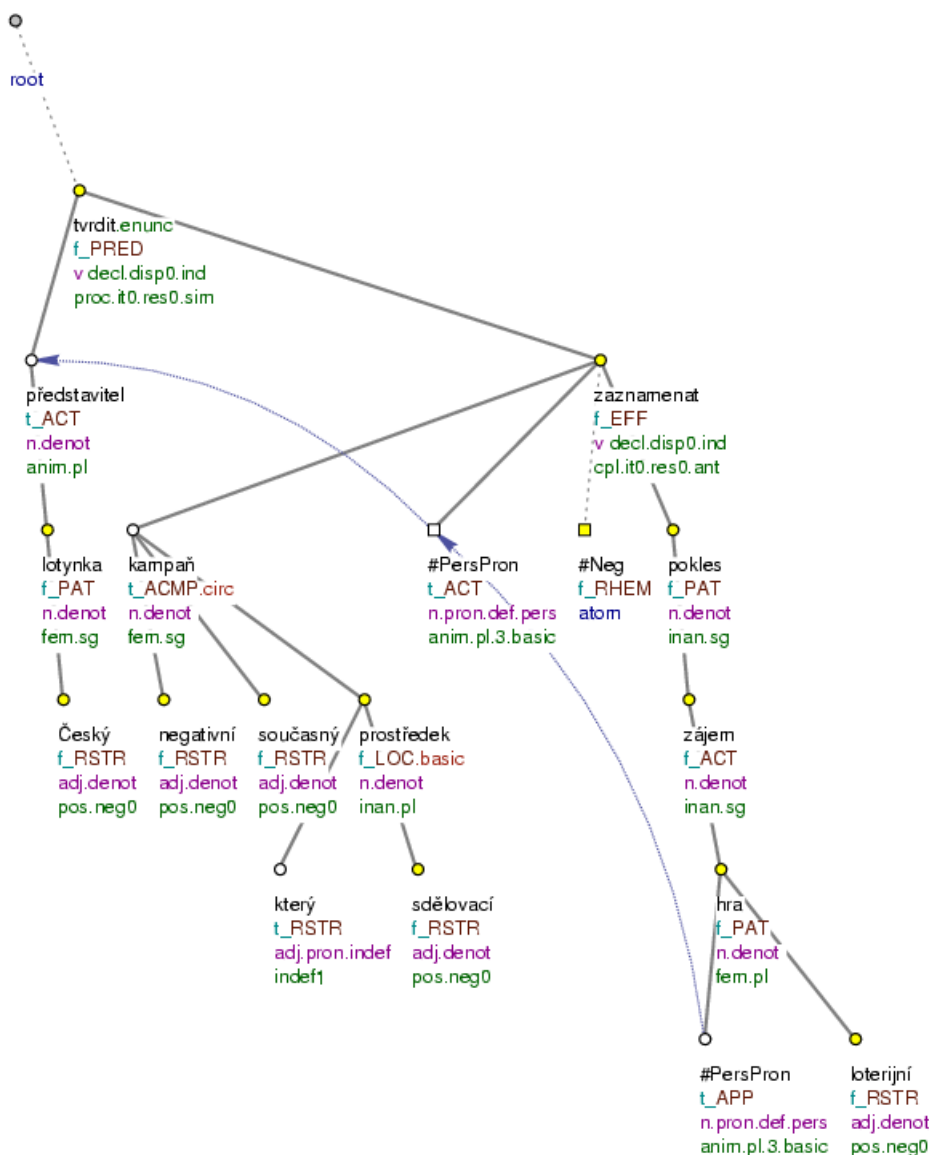 root
tvrdit.enunc
f_PRED
v decl.disp0.ind
proc.it0.res0.sim
představitel
t_ACT
n.denot
anim.pl
zaznamenat
f_EFF
v decl.disp0.ind
cpl.it0.res0.ant
lotynka
f_PAT
n.denot
fem.sg
kampaň
t_ACMP.circ
n.denot
fem.sg
#PersPron
t_ACT
n.pron.def.pers
anim.pl.3.basic
#Neg
f_RHEM
atom
pokles
f_PAT
n.denot
inan.sg
Český
f_RSTR
adj.denot
pos.neg0
negativní
f_RSTR
adj.denot
pos.neg0
současný
f_RSTR
adj.denot
pos.neg0
prostředek
f_LOC.basic
n.denot
inan.pl
zájem
f_ACT
n.denot
inan.sg
který
t_RSTR
adj.pron.indef
indef1
sdělovací
f_RSTR
adj.denot
pos.neg0
hra
f_PAT
n.denot
fem.pl
#PersPron
t_APP
n.pron.def.pers
anim.pl.3.basic
loterijní
f_RSTR
adj.denot
pos.neg0